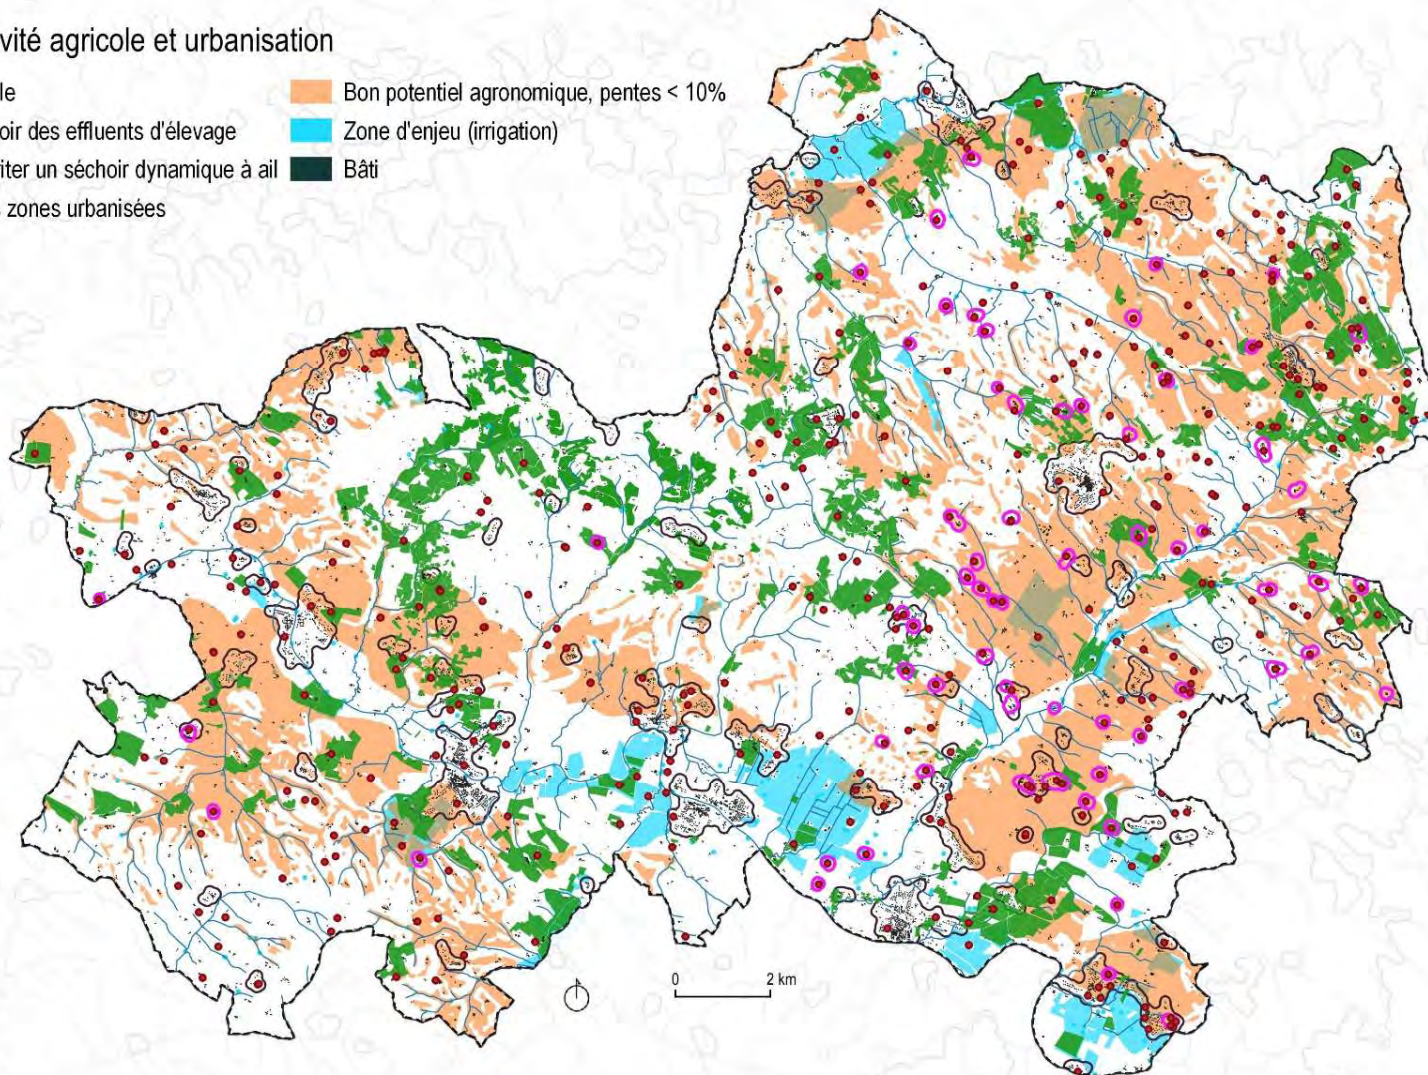 vité agricole et urbanisation
le
Bon potentiel agronomique, pentes < 10%
oir des effluents d'élevage
Zone d'enjeu (irrigation)
iter un séchoir dynamique à ail
Bâti
s zones urbanisées
0 2 km